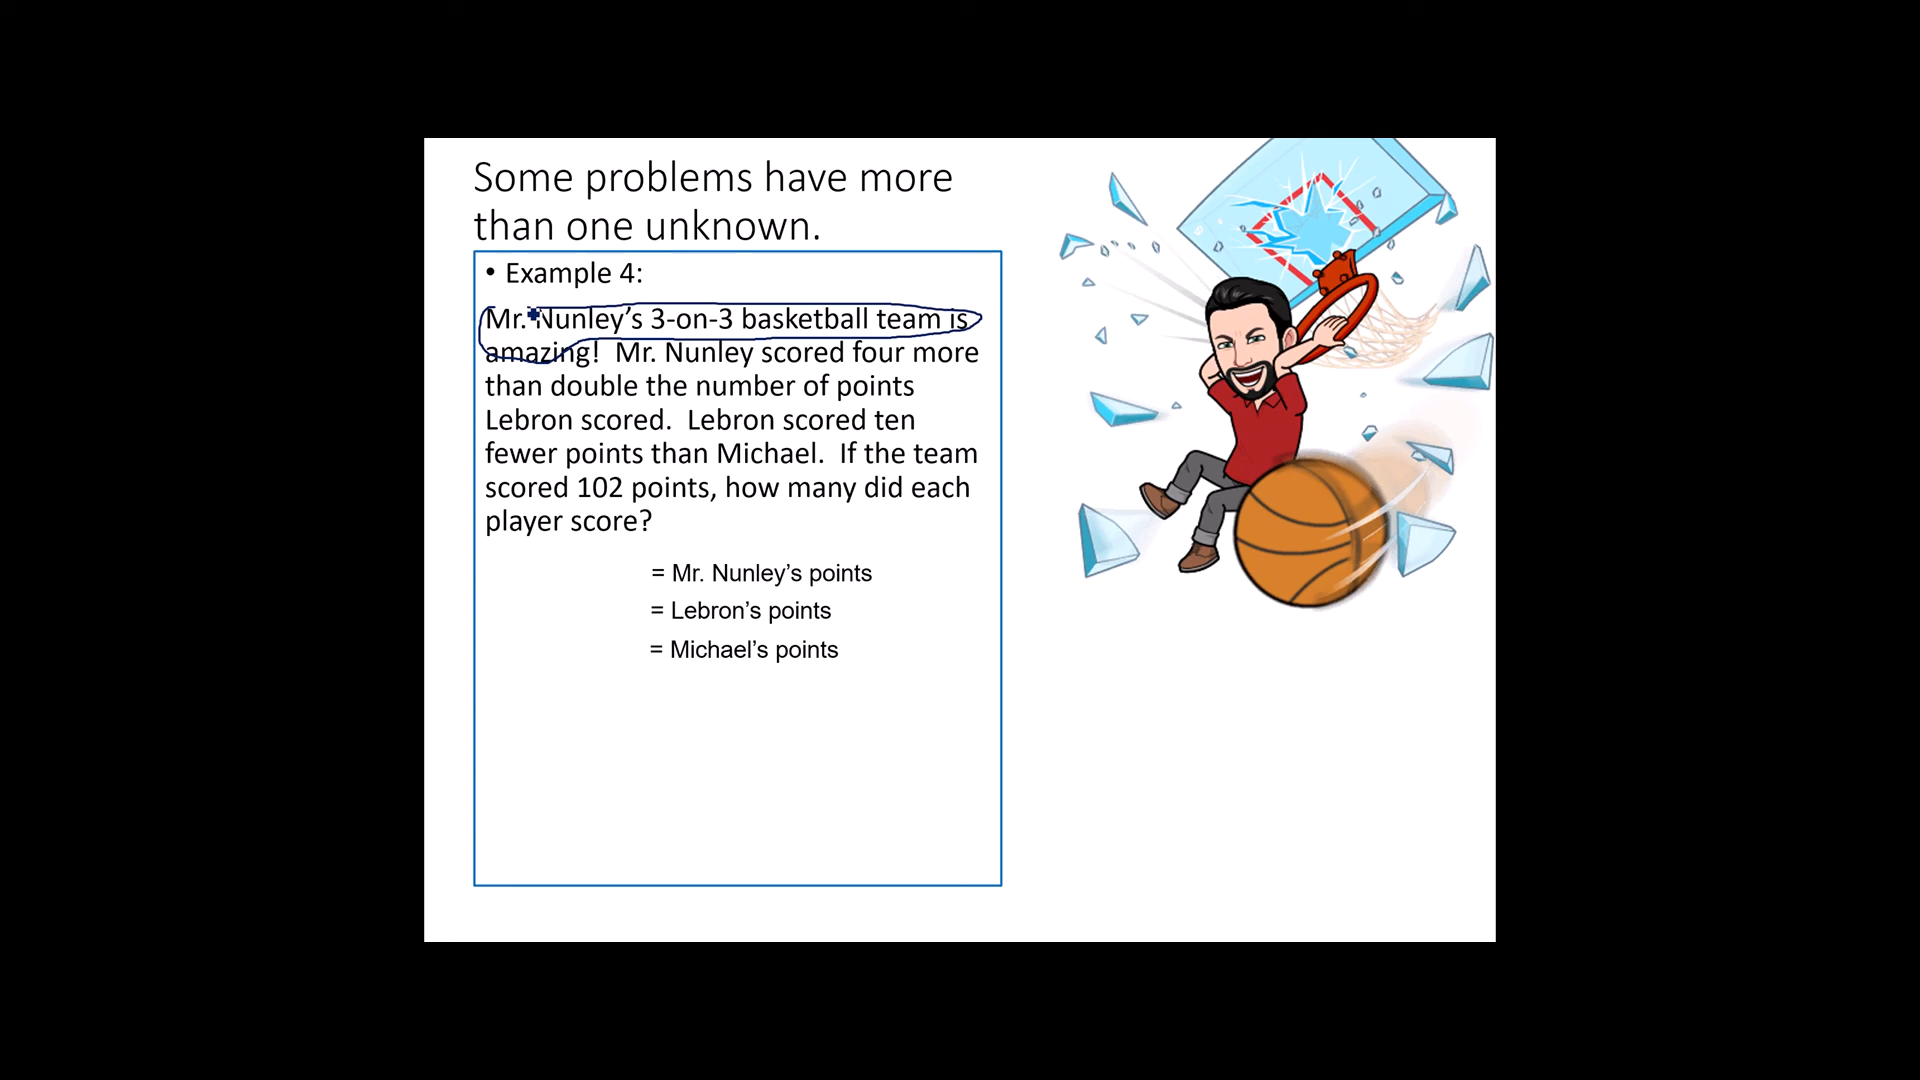 Some problems have more
than one unknown.
• Example 4:
Mr. Nunley’s 3-on-3 basketball team is
amazing!  Mr. Nunley scored four more
than double the number of points
Lebron scored.  Lebron scored ten
fewer points than Michael.  If the team
scored 102 points, how many did each
player score?
= Mr. Nunley’s points
= Lebron’s points
= Michael’s points